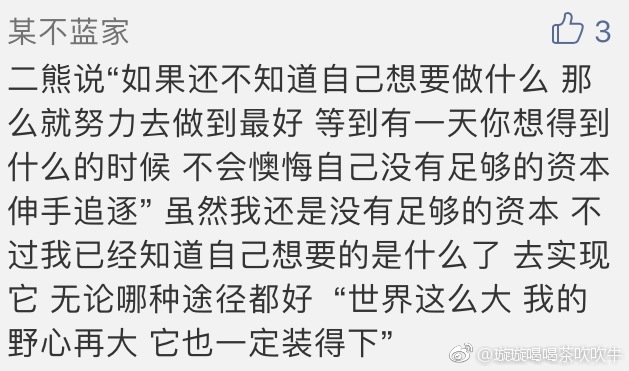 某不蓝家
3
二熊说“如果还不知道自己想要做什么 那
么就努力去做到最好 等到有一天你想得到
什么的时候 不会懊悔自己没有足够的资本
伸手追逐” 虽然我还是没有足够的资本 不
过我已经知道自己想要的是什么了 去实现
它 无论哪种途径都好 “世界这么大 我的
野心再大 它也一定装得下”
@璇璇喝喝茶吹吹牛